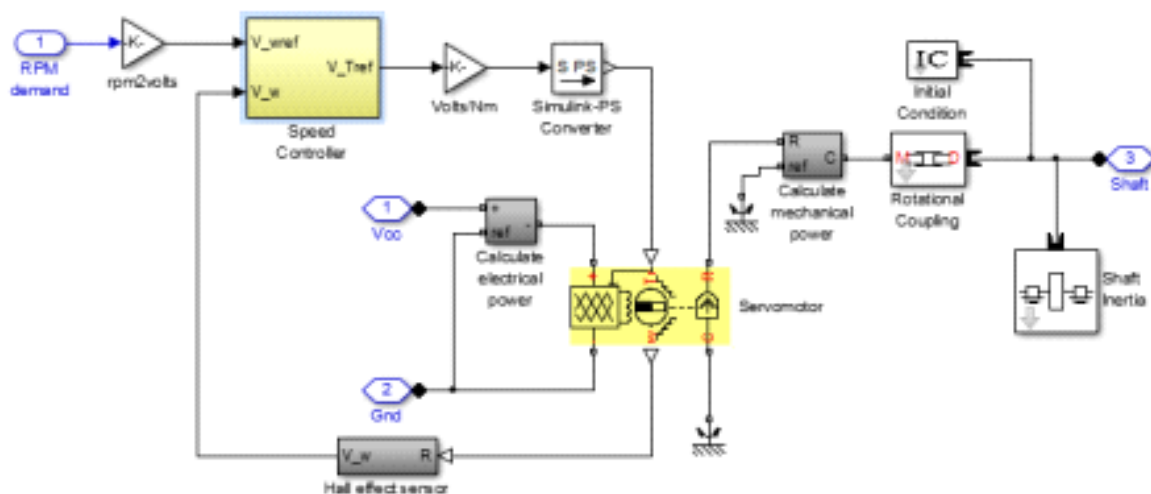 1
RPM
demand
-K-
rpm2volts
V_wref
V_w
V_Tref
Speed
Controller
-K-
Volts/Nm
S PS
Simulink-PS
Converter
IC
Initial
Condition
R
ref
C
Calculate
mechanical
power
M
D
Rotational
Coupling
3
Shaft
Shaft
Inertia
1
Vcc
+
ref
-
Calculate
electrical
power
+
Servomotor
2
Gnd
V_w
R
Hall effect sensor